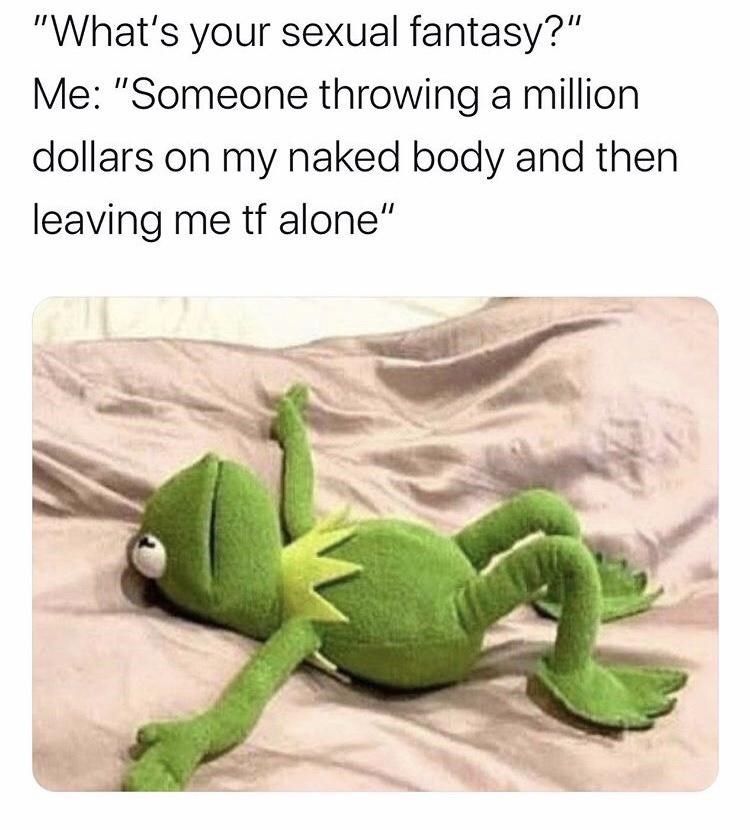 "What's your sexual fantasy?"
Me: "Someone throwing a million
dollars on my naked body and then
leaving me tf alone"